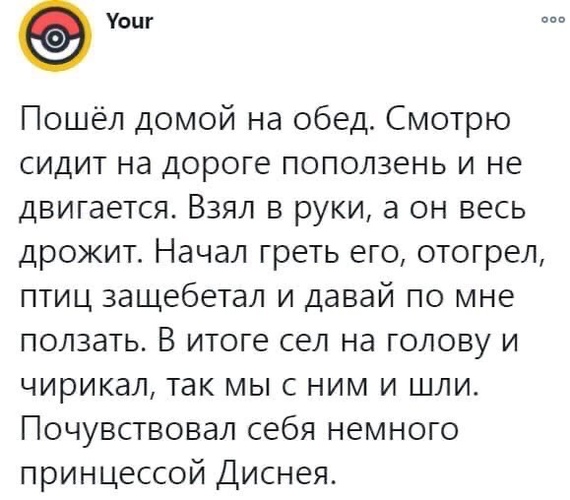 Your
Пошёл домой на обед. Смотрю
сидит на дороге поползень и не
двигается. Взял в руки, а он весь
дрожит. Начал греть его, отогрел,
птиц защебетал и давай по мне
ползать. В итоге сел на голову и
чирикал, так мы с ним и шли.
Почувствовал себя немного
принцессой Диснея.